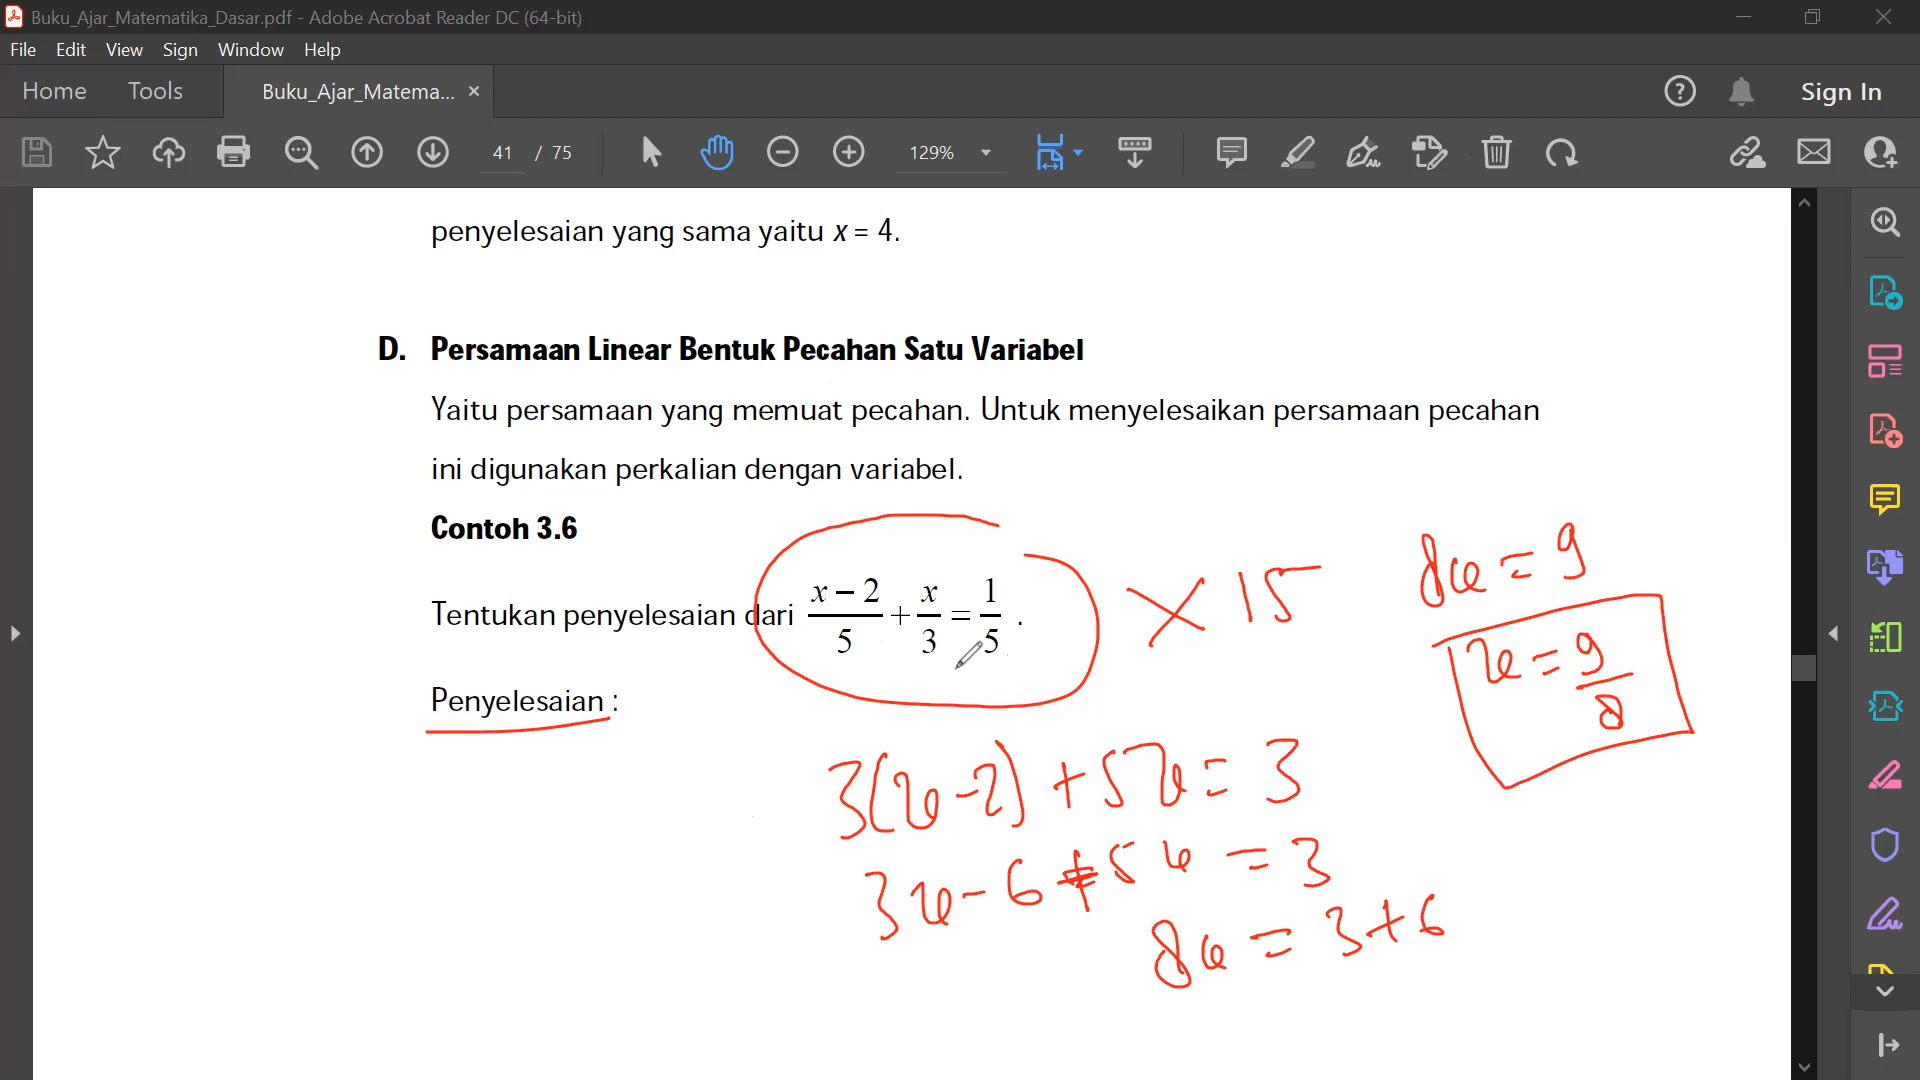 Buku_Ajar_Matematika_Dasar.pdf - Adobe Acrobat Reader DC (64-bit)
File Edit View Sign Window Help
Home Tools Buku_Ajar_Matema... × Sign In
41 / 75 129%
penyelesaian yang sama yaitu x = 4.
D. Persamaan Linear Bentuk Pecahan Satu Variabel
Yaitu persamaan yang memuat pecahan. Untuk menyelesaikan persamaan pecahan
ini digunakan perkalian dengan variabel.
Contoh 3.6
Tentukan penyelesaian dari (x − 2)/5 + x/3 = 1/5 .
× 15
8x = 9
x = 9/8
Penyelesaian :
3(x-2) + 5x = 3
3x - 6 + 5x = 3
8x = 3+6